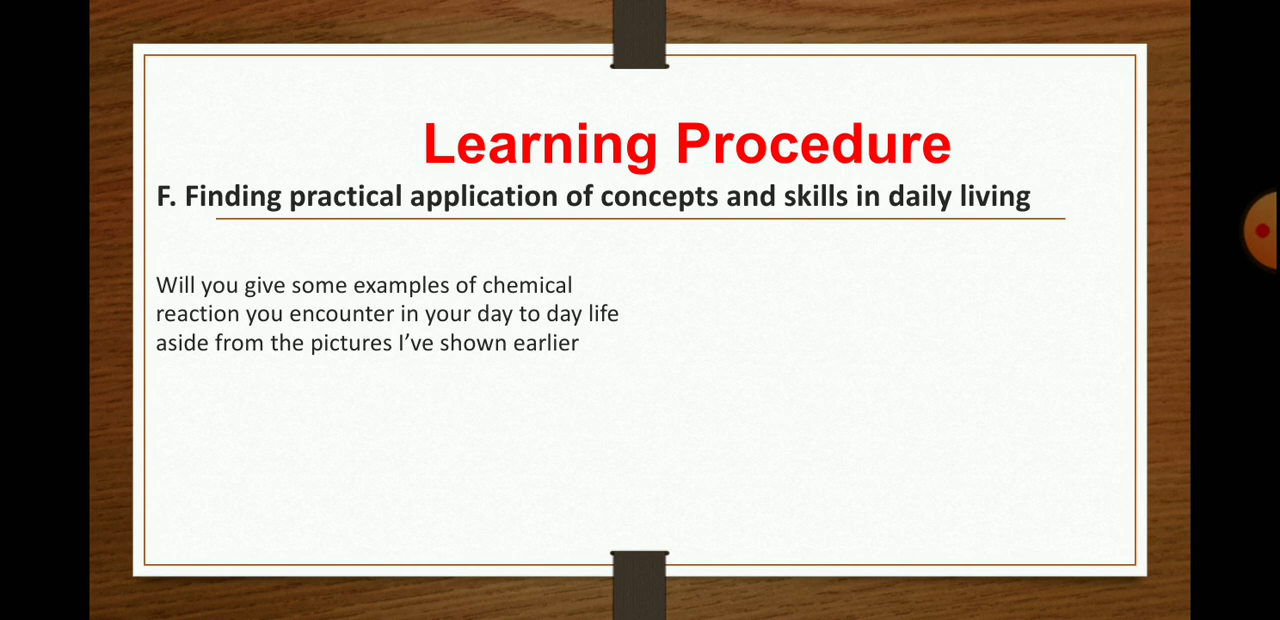 Learning Procedure
F. Finding practical application of concepts and skills in daily living
Will you give some examples of chemical
reaction you encounter in your day to day life
aside from the pictures I’ve shown earlier